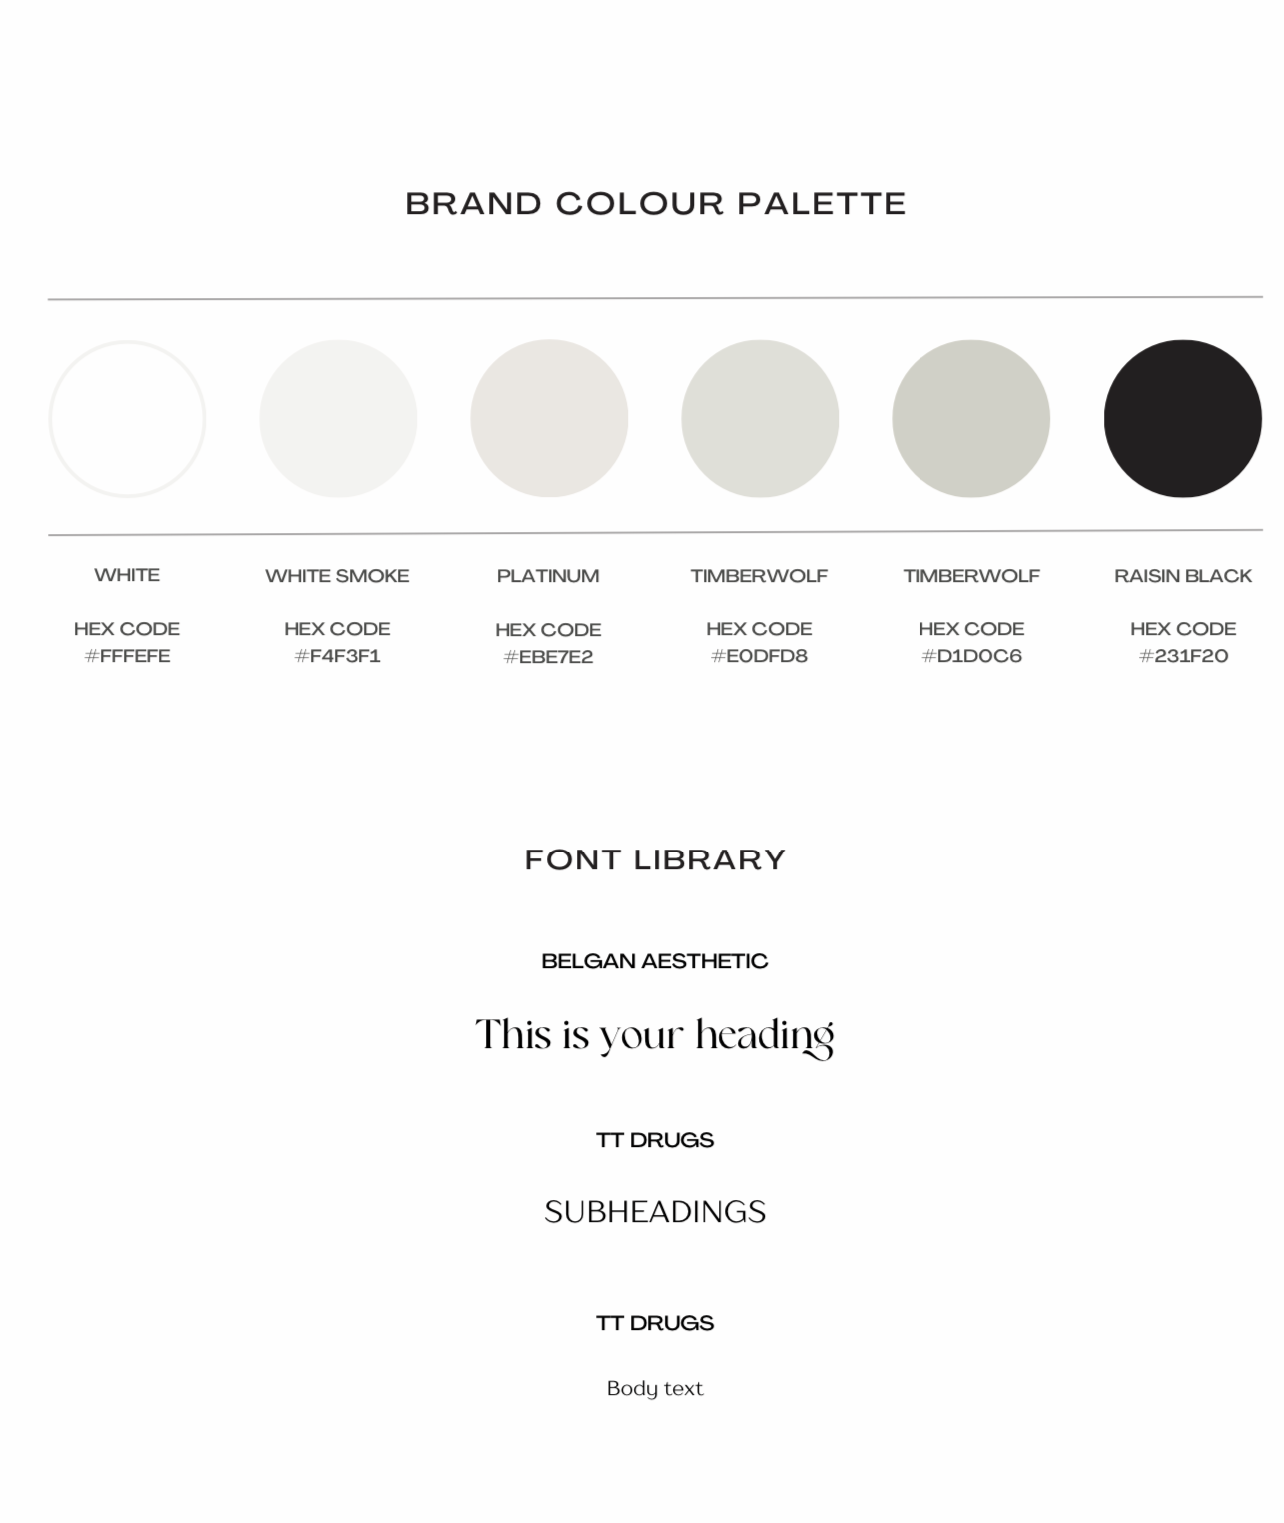 BRAND COLOUR PALETTE
WHITE
HEX CODE
#FFFEFE
WHITE SMOKE
HEX CODE
#F4F3F1
PLATINUM
HEX CODE
#EBE7E2
TIMBERWOLF
HEX CODE
#E0DFD8
TIMBERWOLF
HEX CODE
#D1D0C6
RAISIN BLACK
HEX CODE
#231F20
FONT LIBRARY
BELGAN AESTHETIC
This is your heading
TT DRUGS
SUBHEADINGS
TT DRUGS
Body text